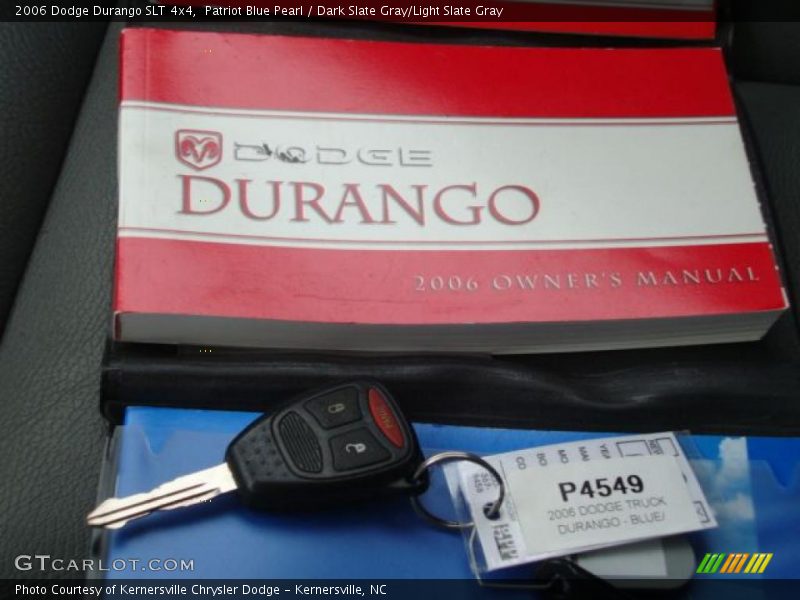 2006 Dodge Durango SLT 4x4,  Patriot Blue Pearl / Dark Slate Gray/Light Slate Gray
DODGE
DURANGO
2006 OWNER'S MANUAL
PANIC
P4549
2006 DODGE TRUCK
DURANGO - BLUE/
GTCARLOT.COM
Photo Courtesy of Kernersville Chrysler Dodge – Kernersville, NC